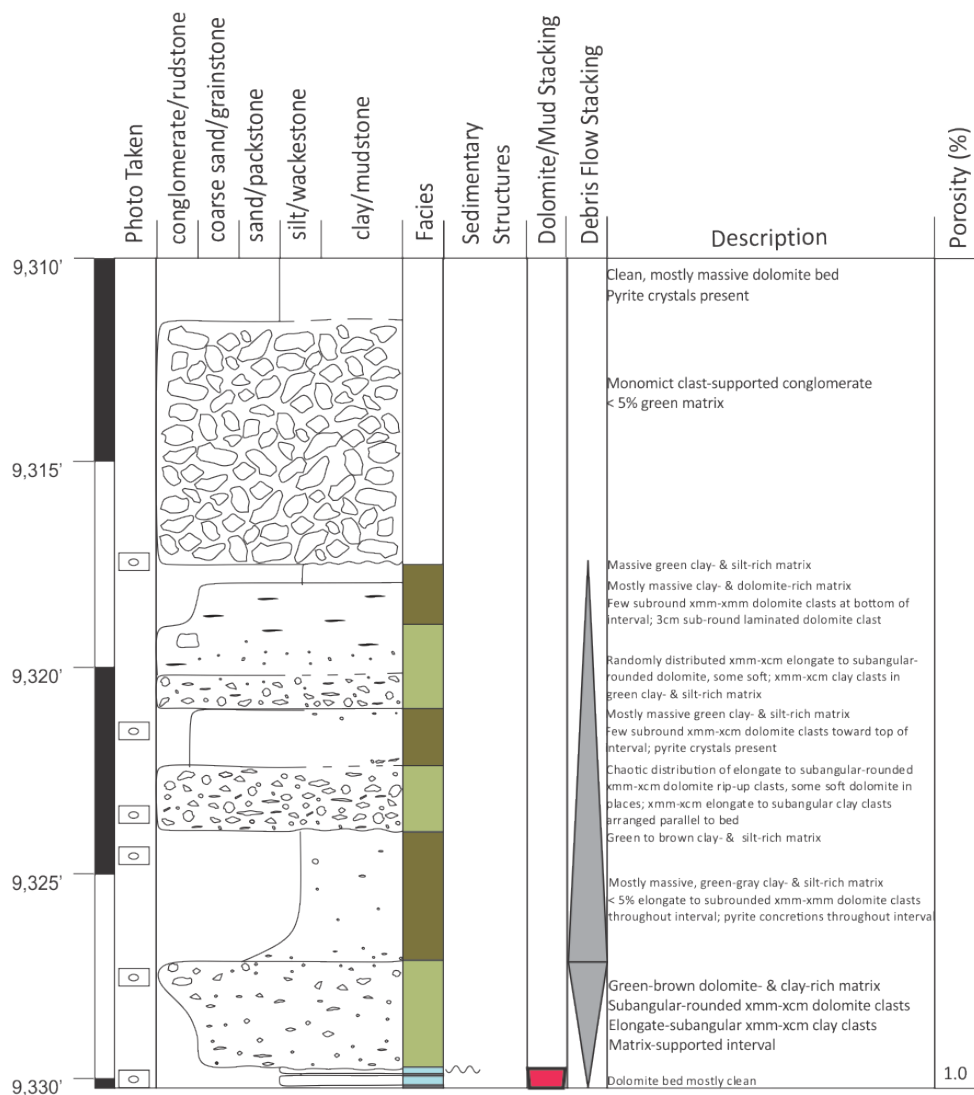 Photo Taken
conglomerate/rudstone
coarse sand/grainstone
sand/packstone
silt/wackestone
clay/mudstone
Facies
Sedimentary
Structures
Dolomite/Mud Stacking
Debris Flow Stacking
Description
Porosity (%)
9,310’
Clean, mostly massive dolomite bed
Pyrite crystals present
Monomict clast-supported conglomerate
< 5% green matrix
9,315’
Massive green clay- & silt-rich matrix
Mostly massive clay- & dolomite-rich matrix
Few subround xmm-xmm dolomite clasts at bottom of
interval; 3cm sub-round laminated dolomite clast
9,320’
Randomly distributed xmm-xcm elongate to subangular-
rounded dolomite, some soft; xmm-xcm clay clasts in
green clay- & silt-rich matrix
Mostly massive green clay- & silt-rich matrix
Few subround xmm-xcm dolomite clasts toward top of
interval; pyrite crystals present
Chaotic distribution of elongate to subangular-rounded
xmm-xcm dolomite rip-up clasts, some soft dolomite in
places; xmm-xcm elongate to subangular clay clasts
arranged parallel to bed
Green to brown clay- & silt-rich matrix
9,325’
Mostly massive, green-gray clay- & silt-rich matrix
< 5% elongate to subrounded xmm-xmm dolomite clasts
throughout interval; pyrite concretions throughout interval
Green-brown dolomite- & clay-rich matrix
Subangular-rounded xmm-xcm dolomite clasts
Elongate-subangular xmm-xcm clay clasts
Matrix-supported interval
9,330’
Dolomite bed mostly clean
1.0